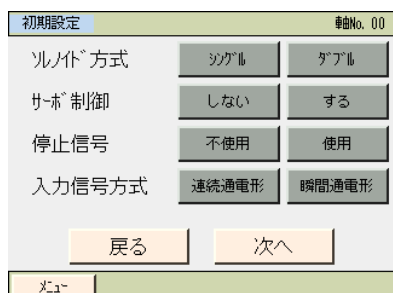 初期設定 軸No. 00
ｿﾚﾉｲﾄﾞ方式 ｼﾝｸﾞﾙ ﾀﾞﾌﾞﾙ
ｻｰﾎﾞ制御 しない する
停止信号 不使用 使用
入力信号方式 連続通電形 瞬間通電形
戻る 次へ
ﾒﾆｭｰ